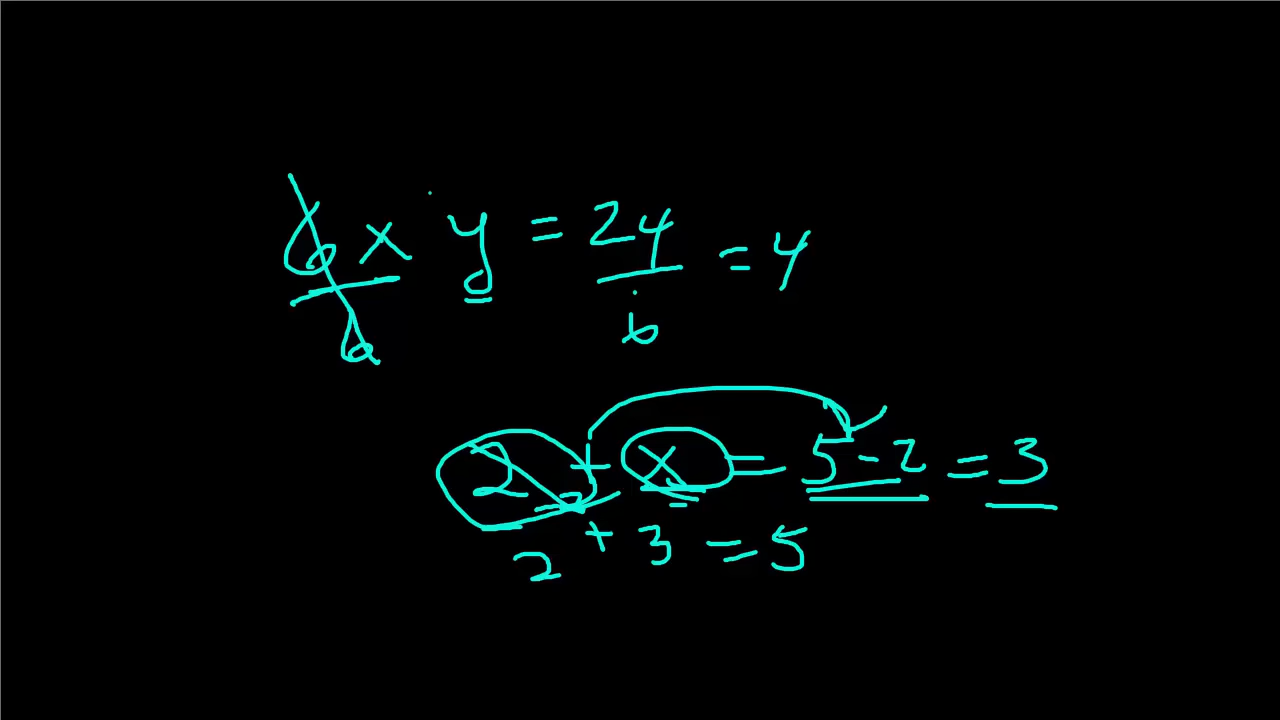 6 x y = 24 = 4
6 6
2 + x = 5 - 2 = 3
2 + 3 = 5